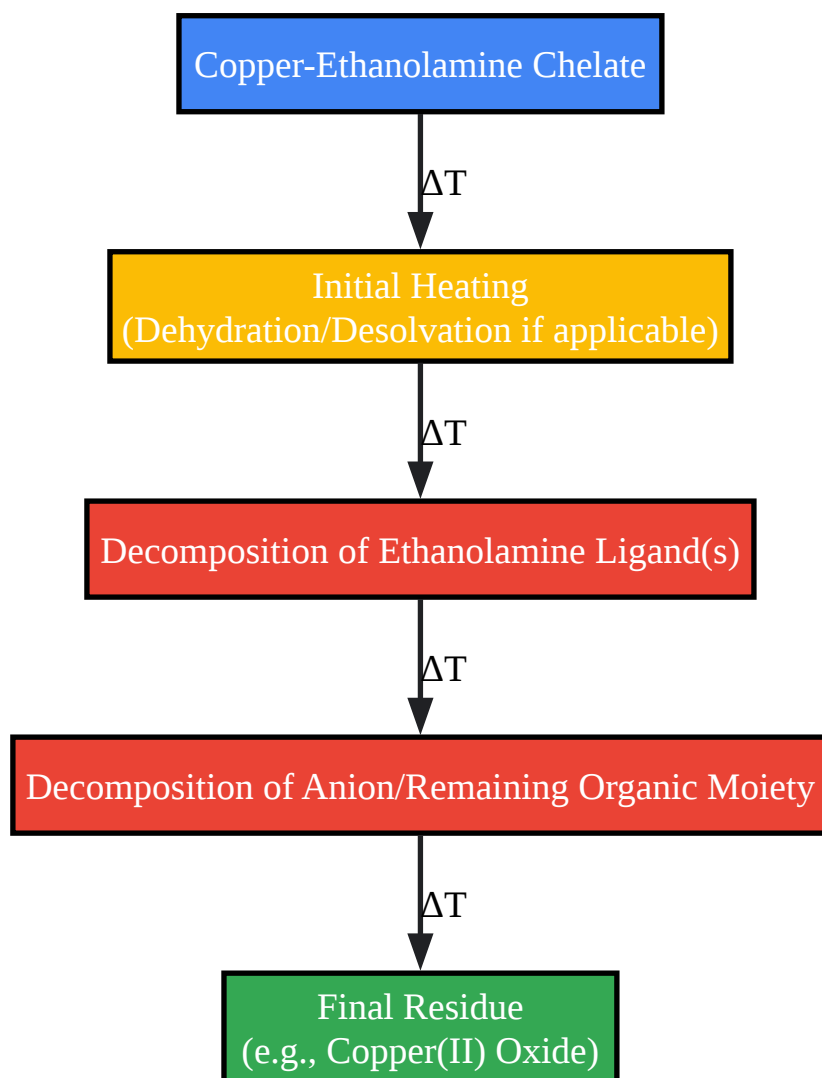 Copper-Ethanolamine Chelate
ΔT
Initial Heating
(Dehydration/Desolvation if applicable)
ΔT
Decomposition of Ethanolamine Ligand(s)
ΔT
Decomposition of Anion/Remaining Organic Moiety
ΔT
Final Residue
(e.g., Copper(II) Oxide)